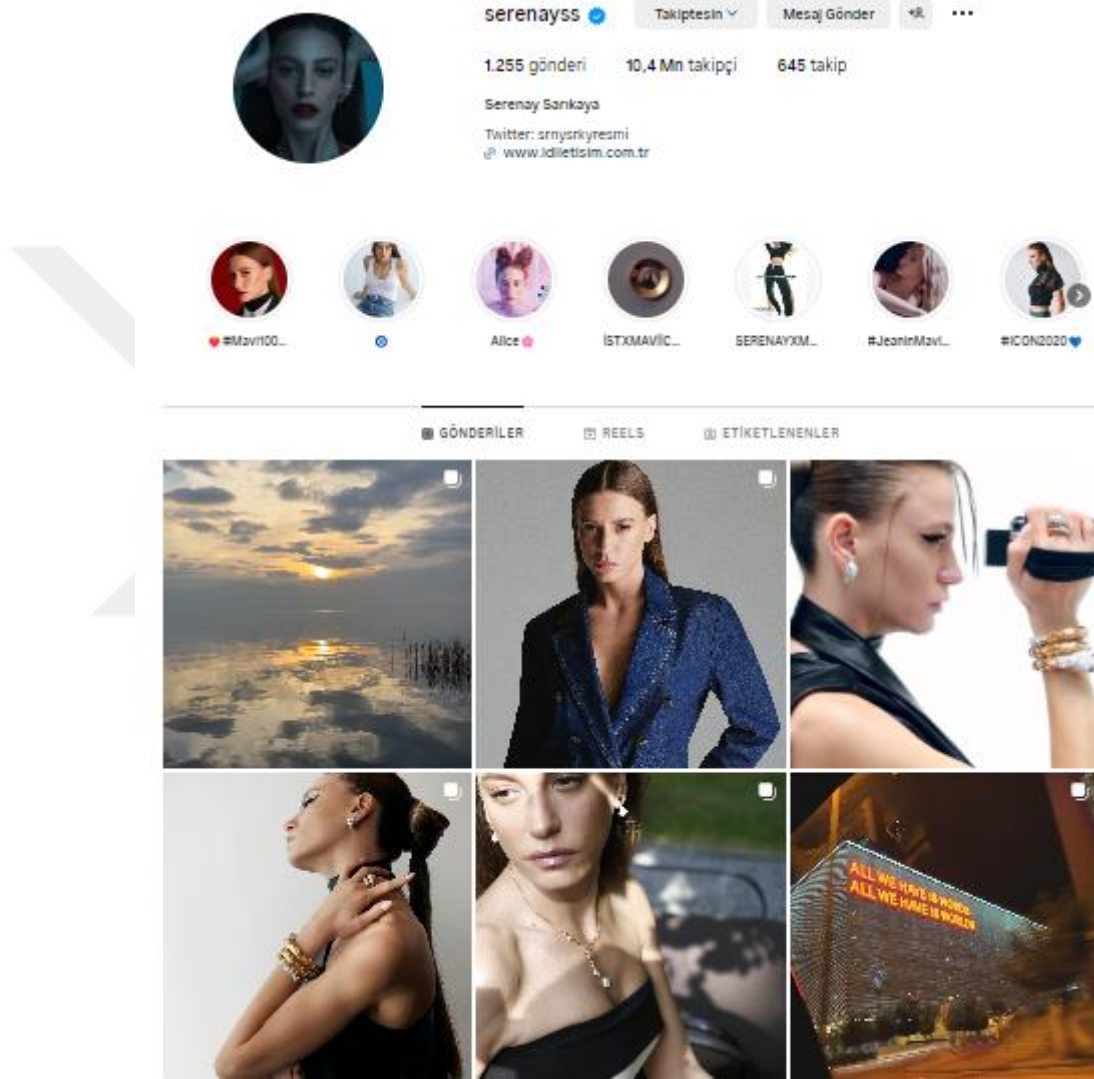 serenayss Takiptesin Mesaj Gönder
1.255 gönderi 10,4 Mn takipçi 645 takip
Serenay Sarıkaya
Twitter: srnysrkyresmi
www.idiletisim.com.tr
#Mavi100... Alice İSTXMAVİİC... SERENAYXM... #JeanInMavi... #ICON2020
GÖNDERİLER REELS ETİKETLENENLER
ALL WE HAVE IS WORDS
ALL WE HAVE IS WORLDS